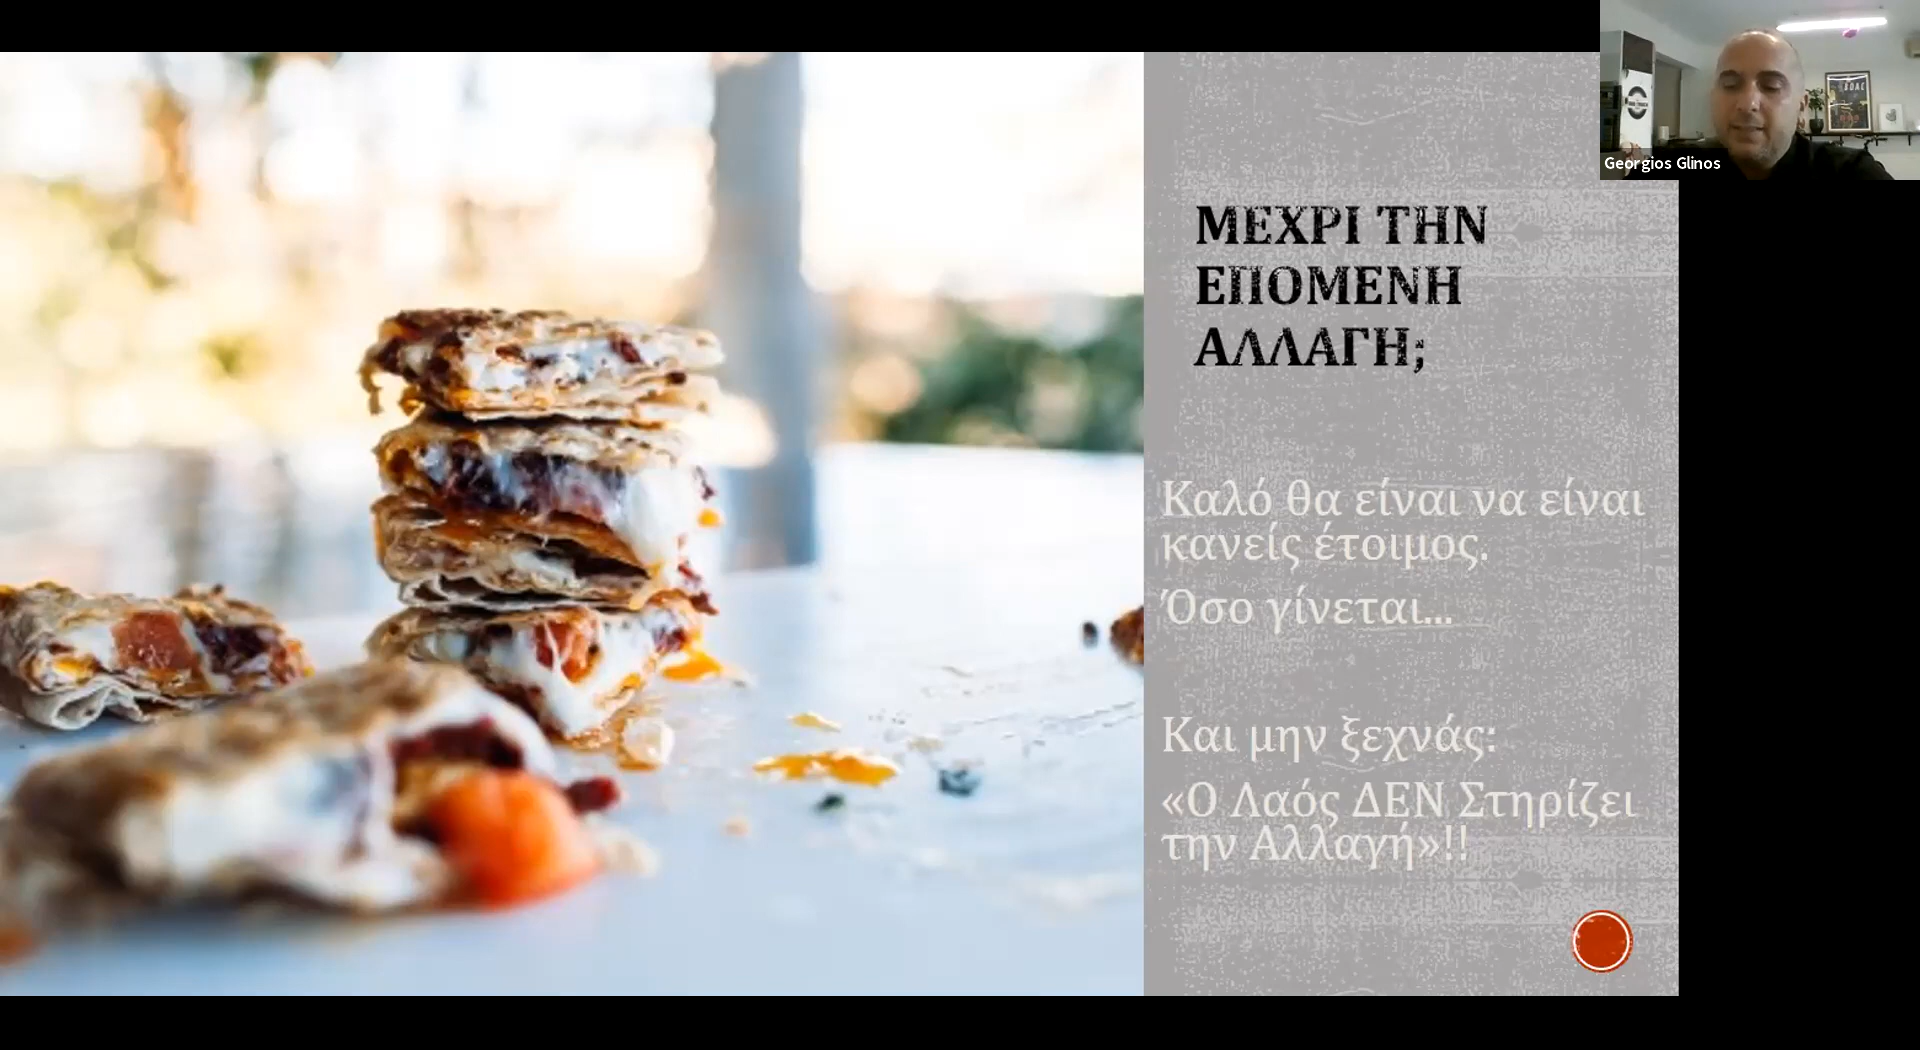 ΜΕΧΡΙ ΤΗΝ
ΕΠΟΜΕΝΗ
ΑΛΛΑΓΗ;
Καλό θα είναι να είναι
κανείς έτοιμος.
Όσο γίνεται...
Και μην ξεχνάς:
«Ο Λαός ΔΕΝ Στηρίζει
την Αλλαγή»!!
Georgios Glinos